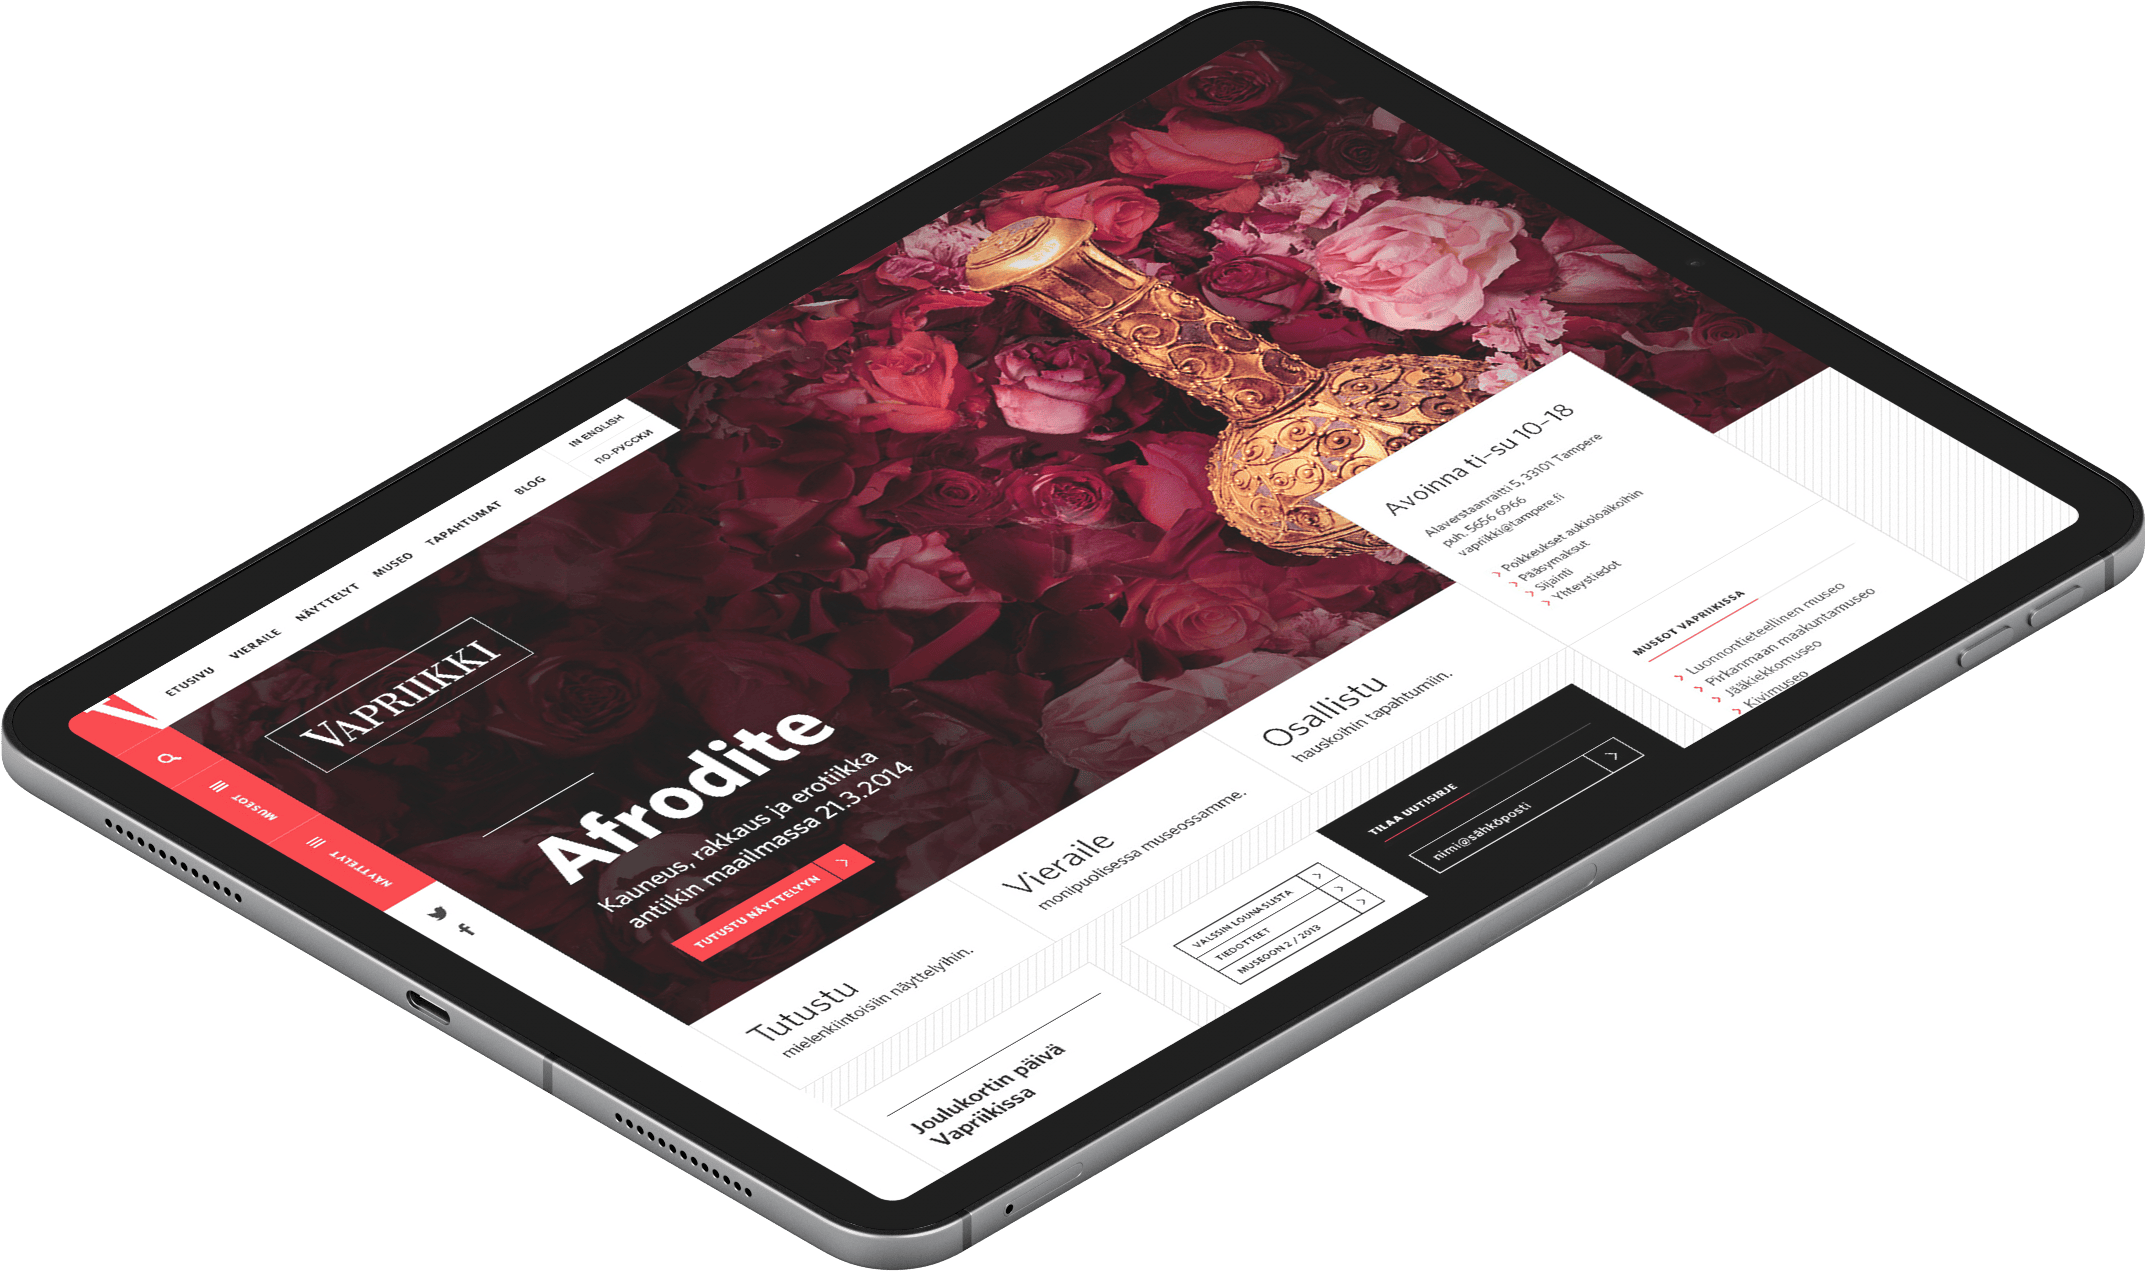 V
ETUSIVU
VIERAILE
NÄYTTELYT
MUSEO
TAPAHTUMAT
BLOG
IN ENGLISH
ПО-РУССКИ
MUSEOT
NÄYTTELYT
VAPRIIKKI
Afrodite
Kauneus, rakkaus ja erotiikka
antiikin maailmassa 21.3.2014
TUTUSTU NÄYTTELYYN
Avoinna ti–su 10–18
Alaverstaanraitti 5, 33101 Tampere
puh. 5656 6966
vapriikki@tampere.fi
Poikkeukset aukioloaikoihin
Pääsymaksut
Sijainti
Yhteystiedot
Tutustu
mielenkiintoisiin näyttelyihin.
Vieraile
monipuolisessa museossamme.
Osallistu
hauskoihin tapahtumiin.
MUSEOT VAPRIIKISSA
Luonnontieteellinen museo
Pirkanmaan maakuntamuseo
Jääkiekkomuseo
Kivimuseo
Joulukortin päivä
Vapriikissa
VALSSIN LOUNASLISTA
TIEDOTTEET
MUSEOON 2 / 2013
TILAA UUTISIRJE
nimi@sähköposti